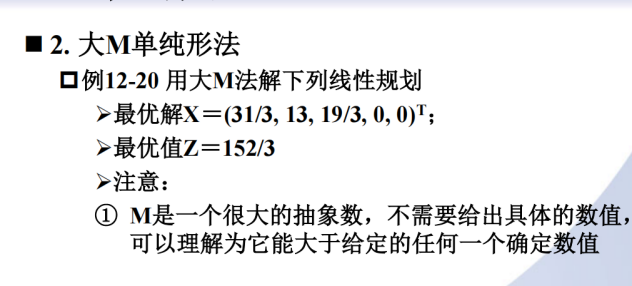 ■ 2. 大M单纯形法
❑例12-20 用大M法解下列线性规划
➢最优解X＝(31/3, 13, 19/3, 0, 0)ᵀ；
➢最优值Z＝152/3
➢注意：
① M是一个很大的抽象数，不需要给出具体的数值，
可以理解为它能大于给定的任何一个确定数值